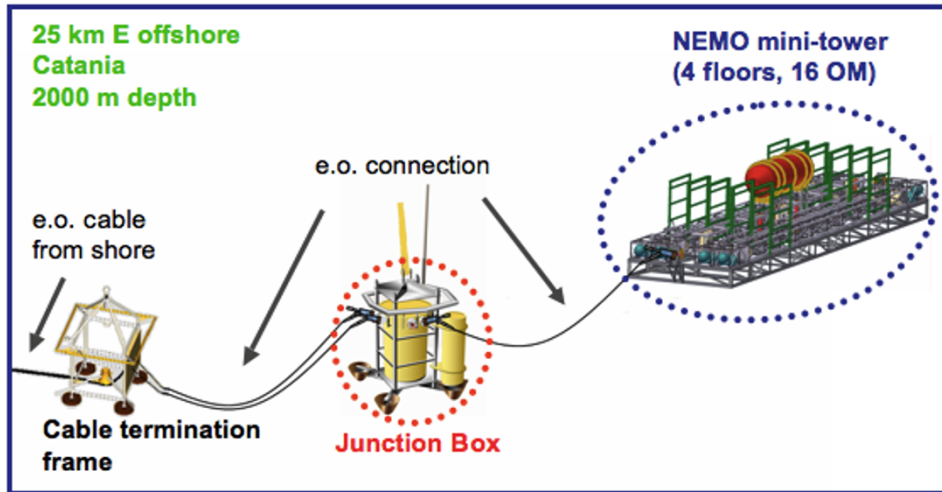 25 km E offshore
Catania
2000 m depth
NEMO mini-tower
(4 floors, 16 OM)
e.o. connection
e.o. cable
from shore
Cable termination
frame
Junction Box